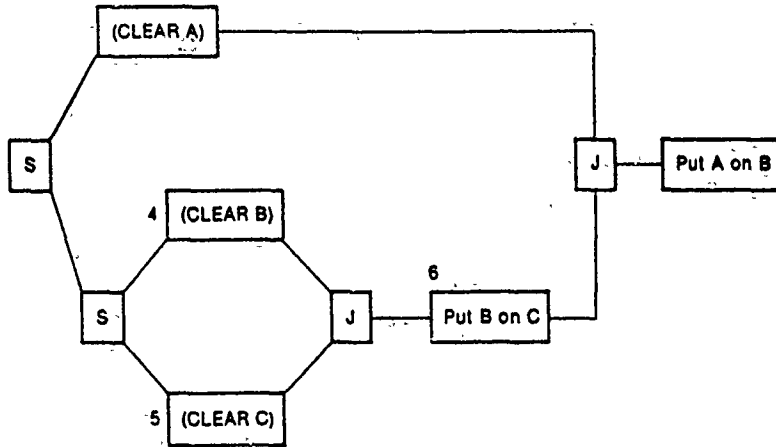 (CLEAR A)
S
J
Put A on B
4
(CLEAR B)
6
S
J
Put B on C
5
(CLEAR C)